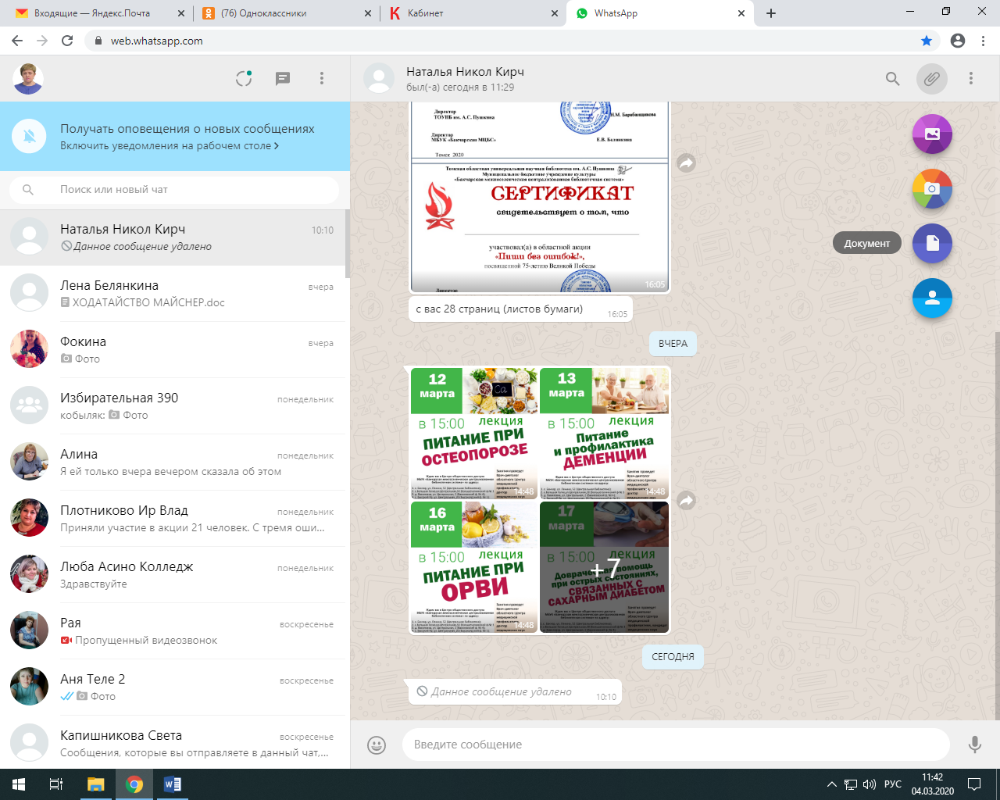 Входящие — Яндекс.Почта
(76) Одноклассники
Кабинет
WhatsApp
web.whatsapp.com
Получать оповещения о новых сообщениях
Включить уведомления на рабочем столе
Поиск или новый чат
Наталья Никол Кирч 10:10
Данное сообщение удалено
Лена Белянкина вчера
ХОДАТАЙСТВО МАЙСНЕР.doc
Фокина вчера
Фото
Избирательная 390 понедельник
кобыляк: Фото
Алина понедельник
Я ей только вчера вечером сказала об этом
Плотниково Ир Влад понедельник
Приняли участие в акции 21 человек. С тремя оши...
Люба Асино Колледж понедельник
Здравствуйте
Рая воскресенье
Пропущенный видеозвонок
Аня Теле 2 воскресенье
Фото
Капишникова Света воскресенье
Сообщения, которые вы отправляете в данный чат,...
Наталья Никол Кирч
был(-а) сегодня в 11:29
Директор
ТОУНБ им. А.С. Пушкина
И.М. Барабанщикова
Директор
МБУК «Бакчарская МЦБС»
Е.В. Белянкина
Томск 2020
Томская областная универсальная научная библиотека им. А.С. Пушкина
Муниципальное бюджетное учреждение культуры
«Бакчарская межпоселенческая централизованная библиотечная система»
СЕРТИФИКАТ
свидетельствует о том, что
участвовал(а) в областной акции
«Пиши без ошибок!»,
посвященной 75-летию Великой Победы
Директор
16:05
с вас 28 страниц (листов бумаги) 16:05
ВЧЕРА
12
марта
в 15:00 лекция
ПИТАНИЕ ПРИ
ОСТЕОПОРОЗЕ
14:48
13
марта
в 15:00 лекция
Питание
и профилактика
ДЕМЕНЦИИ
14:48
16
марта
в 15:00 лекция
ПИТАНИЕ ПРИ
ОРВИ
14:48
17
марта
в 15:00 лекция
Доврачебная помощь
при острых состояниях,
СВЯЗАННЫХ С
САХАРНЫМ ДИАБЕТОМ
+7
СЕГОДНЯ
Данное сообщение удалено 10:10
Документ
Введите сообщение
РУС
11:42
04.03.2020